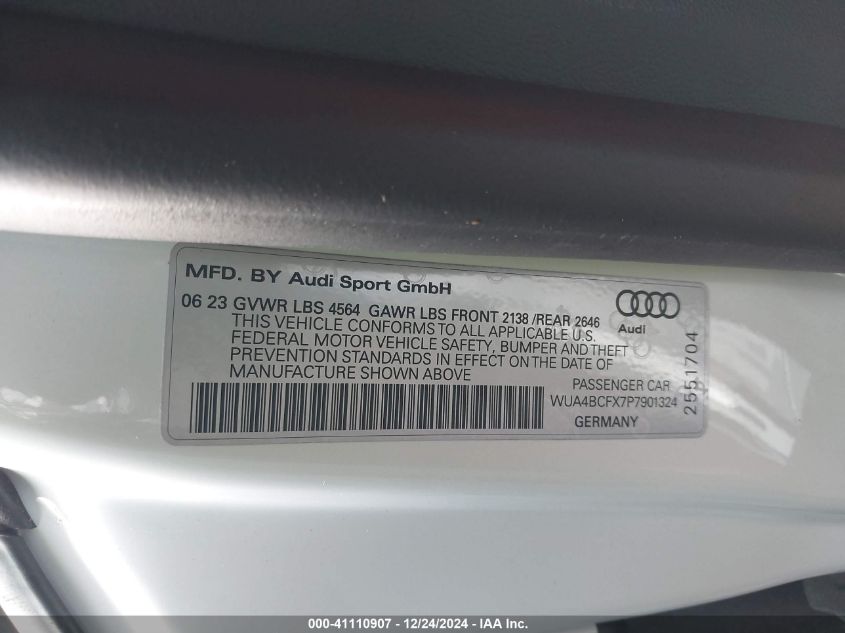 MFD. BY Audi Sport GmbH
06 23 GVWR LBS 4564 GAWR LBS FRONT 2138 /REAR 2646
THIS VEHICLE CONFORMS TO ALL APPLICABLE U.S.
FEDERAL MOTOR VEHICLE SAFETY, BUMPER AND THEFT
PREVENTION STANDARDS IN EFFECT ON THE DATE OF
MANUFACTURE SHOWN ABOVE
Audi
PASSENGER CAR
WUA4BCFX7P7901324
GERMANY
2551704
000-41110907 - 12/24/2024 - IAA Inc.